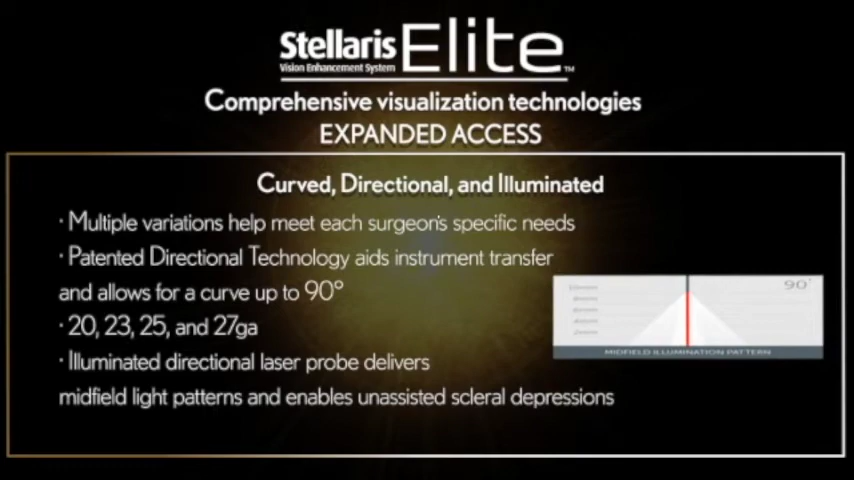 Stellaris Elite™
Vision Enhancement System
Comprehensive visualization technologies
EXPANDED ACCESS
Curved, Directional, and Illuminated
· Multiple variations help meet each surgeon's specific needs
· Patented Directional Technology aids instrument transfer
and allows for a curve up to 90°
· 20, 23, 25, and 27ga
· Illuminated directional laser probe delivers
midfield light patterns and enables unassisted scleral depressions
90°
MIDFIELD ILLUMINATION PATTERN